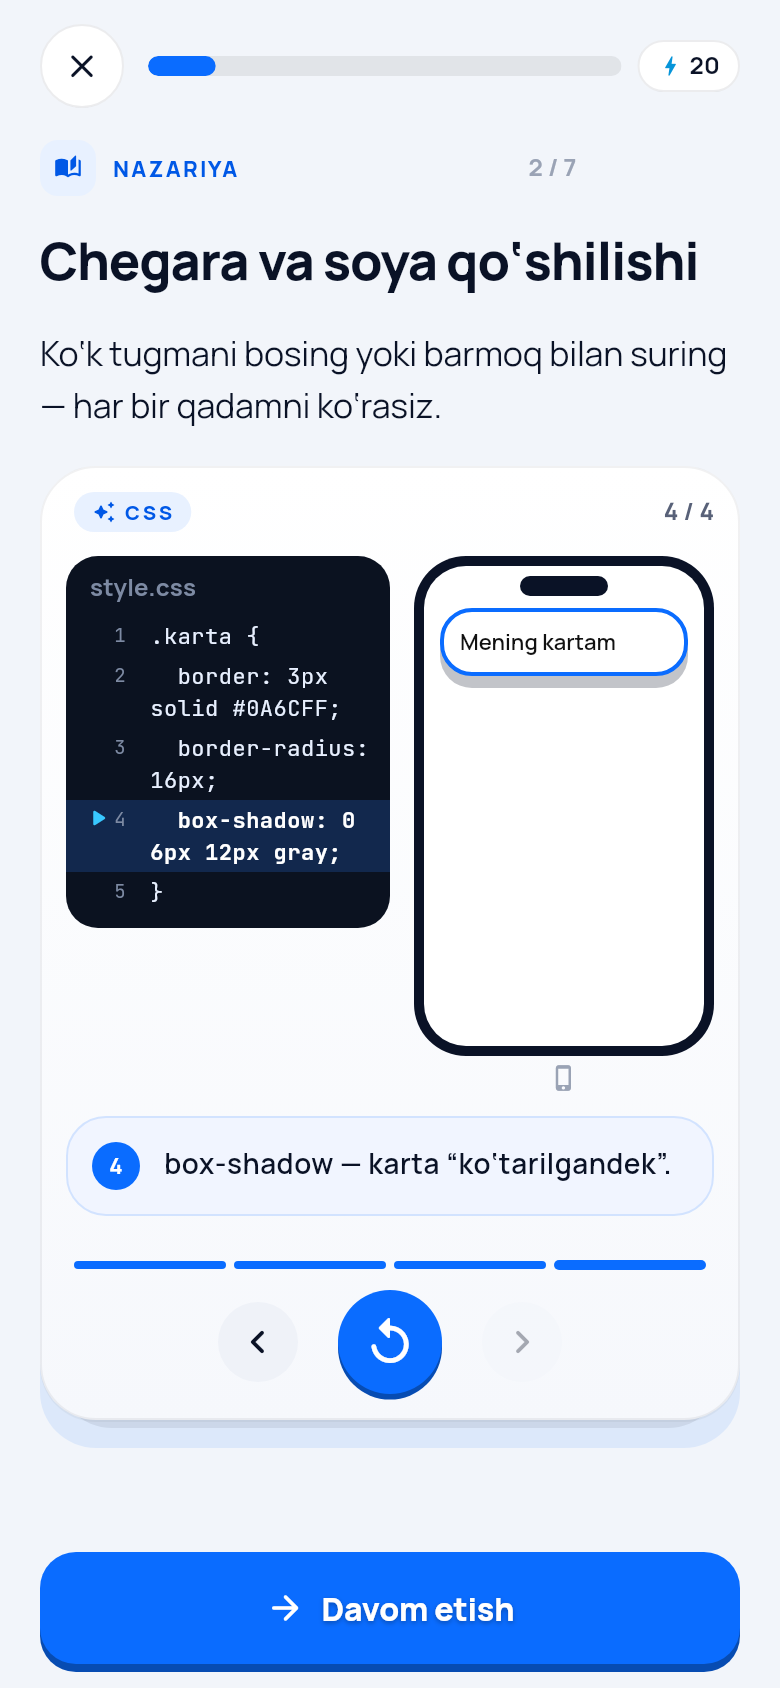 20
NAZARIYA
2 / 7
Chegara va soya qoʻshilishi
Koʻk tugmani bosing yoki barmoq bilan suring
— har bir qadamni koʻrasiz.
CSS
4 / 4
style.css
1 .karta {
2 border: 3px
solid #0A6CFF;
3 border-radius:
16px;
4 box-shadow: 0
6px 12px gray;
5 }
Mening kartam
4 box-shadow — karta “koʻtarilgandek”.
Davom etish